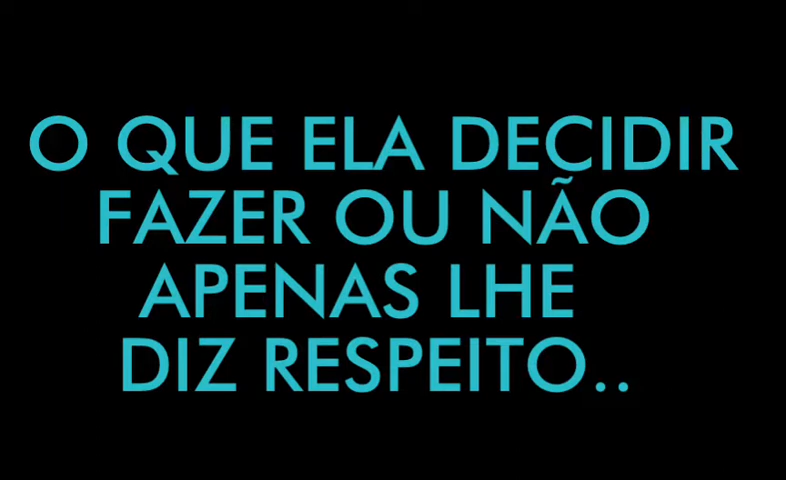 O QUE ELA DECIDIR
FAZER OU NÃO
APENAS LHE
DIZ RESPEITO..